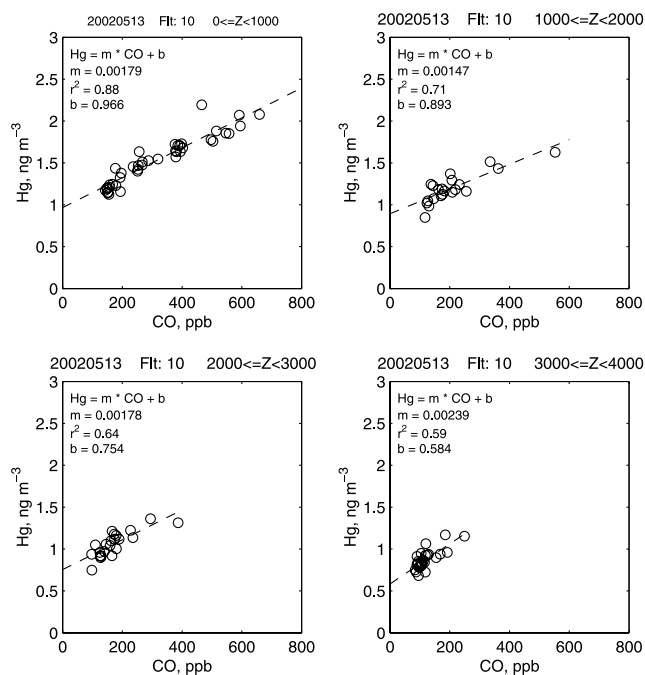 20020513 Flt: 10 0<=Z<1000
Hg = m * CO + b
m = 0.00179
r² = 0.88
b = 0.966
3
2.5
2
1.5
1
0.5
0
Hg, ng m⁻³
0 200 400 600 800
CO, ppb
20020513 Flt: 10 1000<=Z<2000
Hg = m * CO + b
m = 0.00147
r² = 0.71
b = 0.893
3
2.5
2
1.5
1
0.5
0
Hg, ng m⁻³
0 200 400 600 800
CO, ppb
20020513 Flt: 10 2000<=Z<3000
Hg = m * CO + b
m = 0.00178
r² = 0.64
b = 0.754
3
2.5
2
1.5
1
0.5
0
Hg, ng m⁻³
0 200 400 600 800
CO, ppb
20020513 Flt: 10 3000<=Z<4000
Hg = m * CO + b
m = 0.00239
r² = 0.59
b = 0.584
3
2.5
2
1.5
1
0.5
0
Hg, ng m⁻³
0 200 400 600 800
CO, ppb